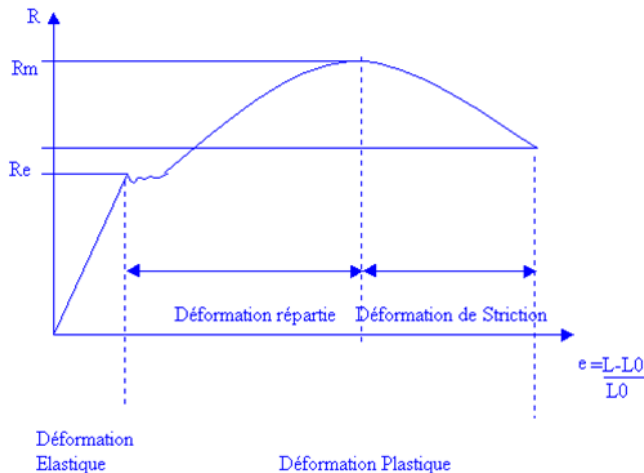 R
Rm
Re
Déformation répartie
Déformation de Striction
e = L-L0
L0
Déformation
Elastique
Déformation Plastique